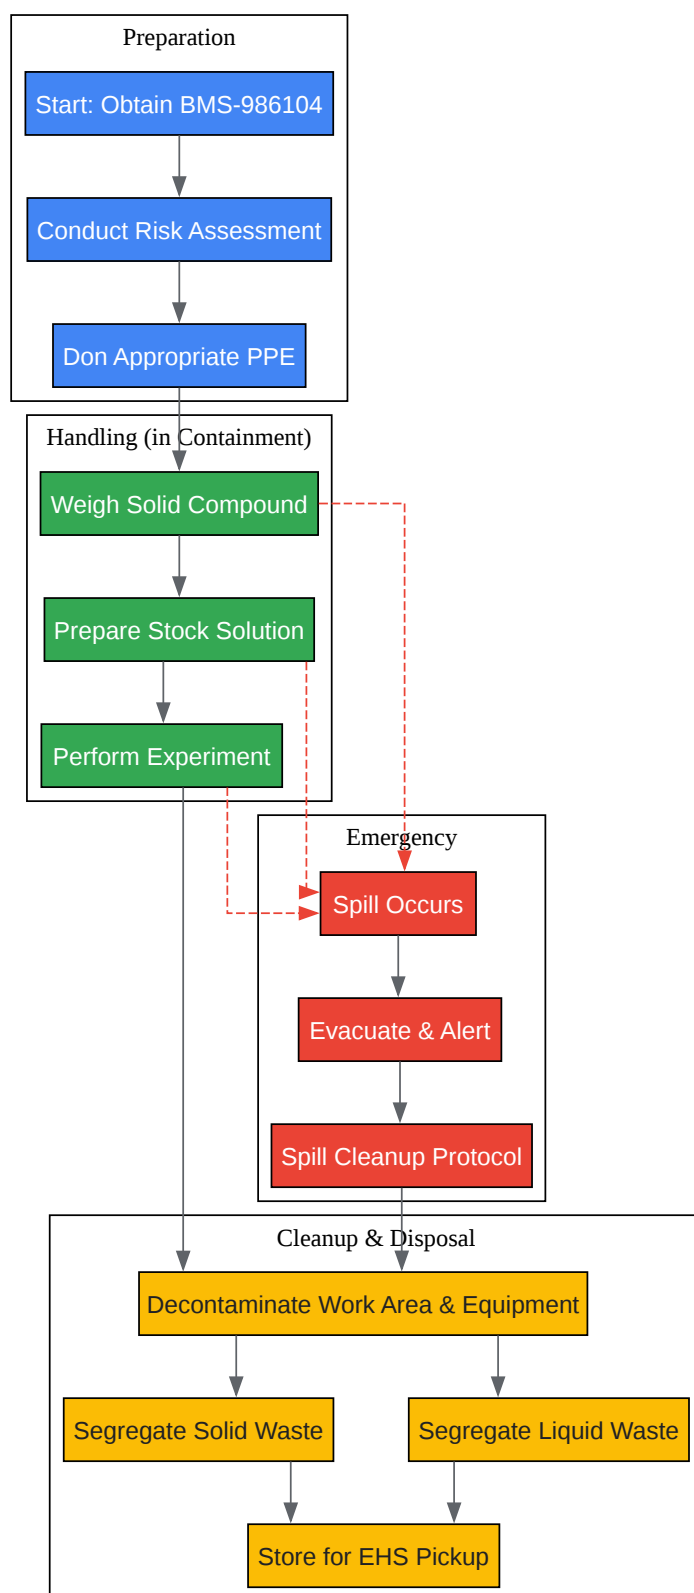 Preparation
Start: Obtain BMS-986104
Conduct Risk Assessment
Don Appropriate PPE
Handling (in Containment)
Weigh Solid Compound
Prepare Stock Solution
Perform Experiment
Emergency
Spill Occurs
Evacuate & Alert
Spill Cleanup Protocol
Cleanup & Disposal
Decontaminate Work Area & Equipment
Segregate Solid Waste
Segregate Liquid Waste
Store for EHS Pickup